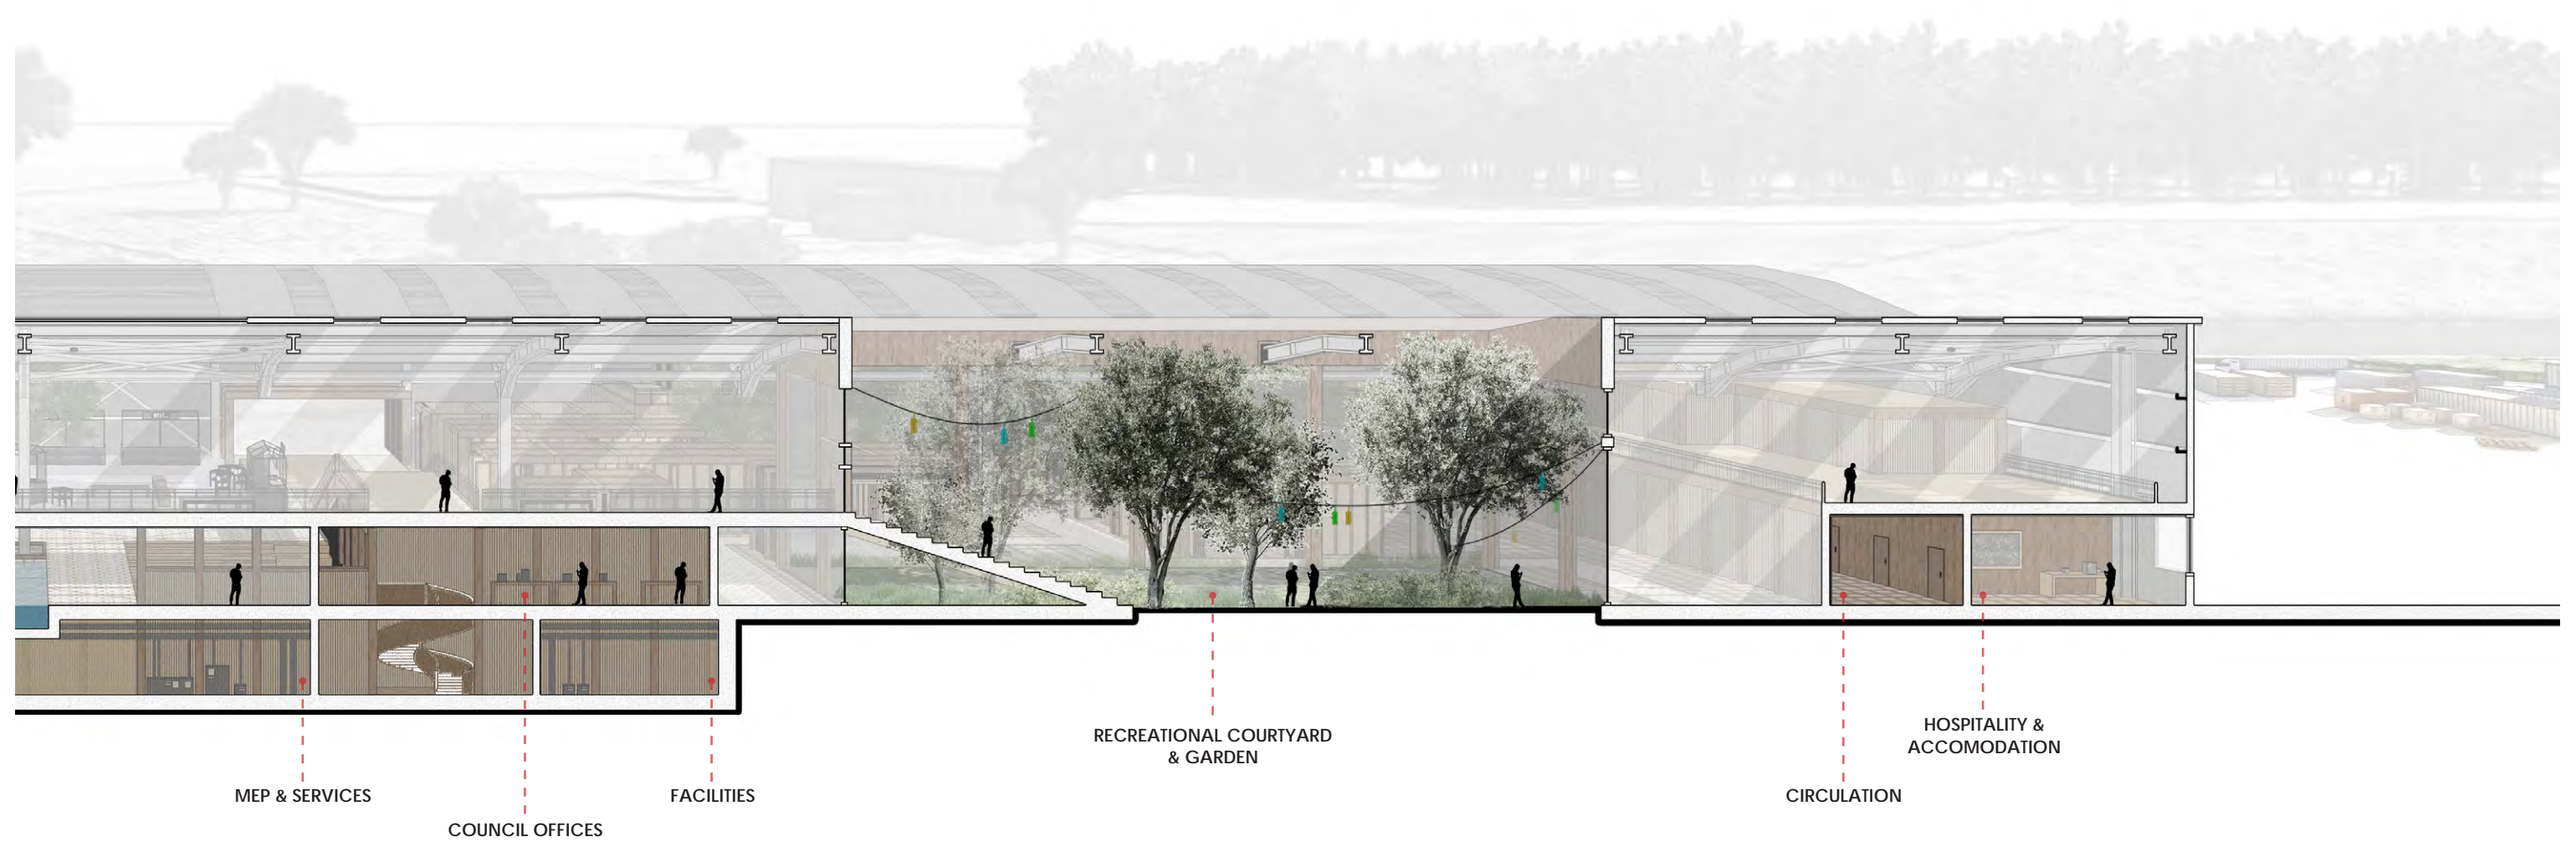 MEP & SERVICES
COUNCIL OFFICES
FACILITIES
RECREATIONAL COURTYARD
& GARDEN
CIRCULATION
HOSPITALITY &
ACCOMODATION